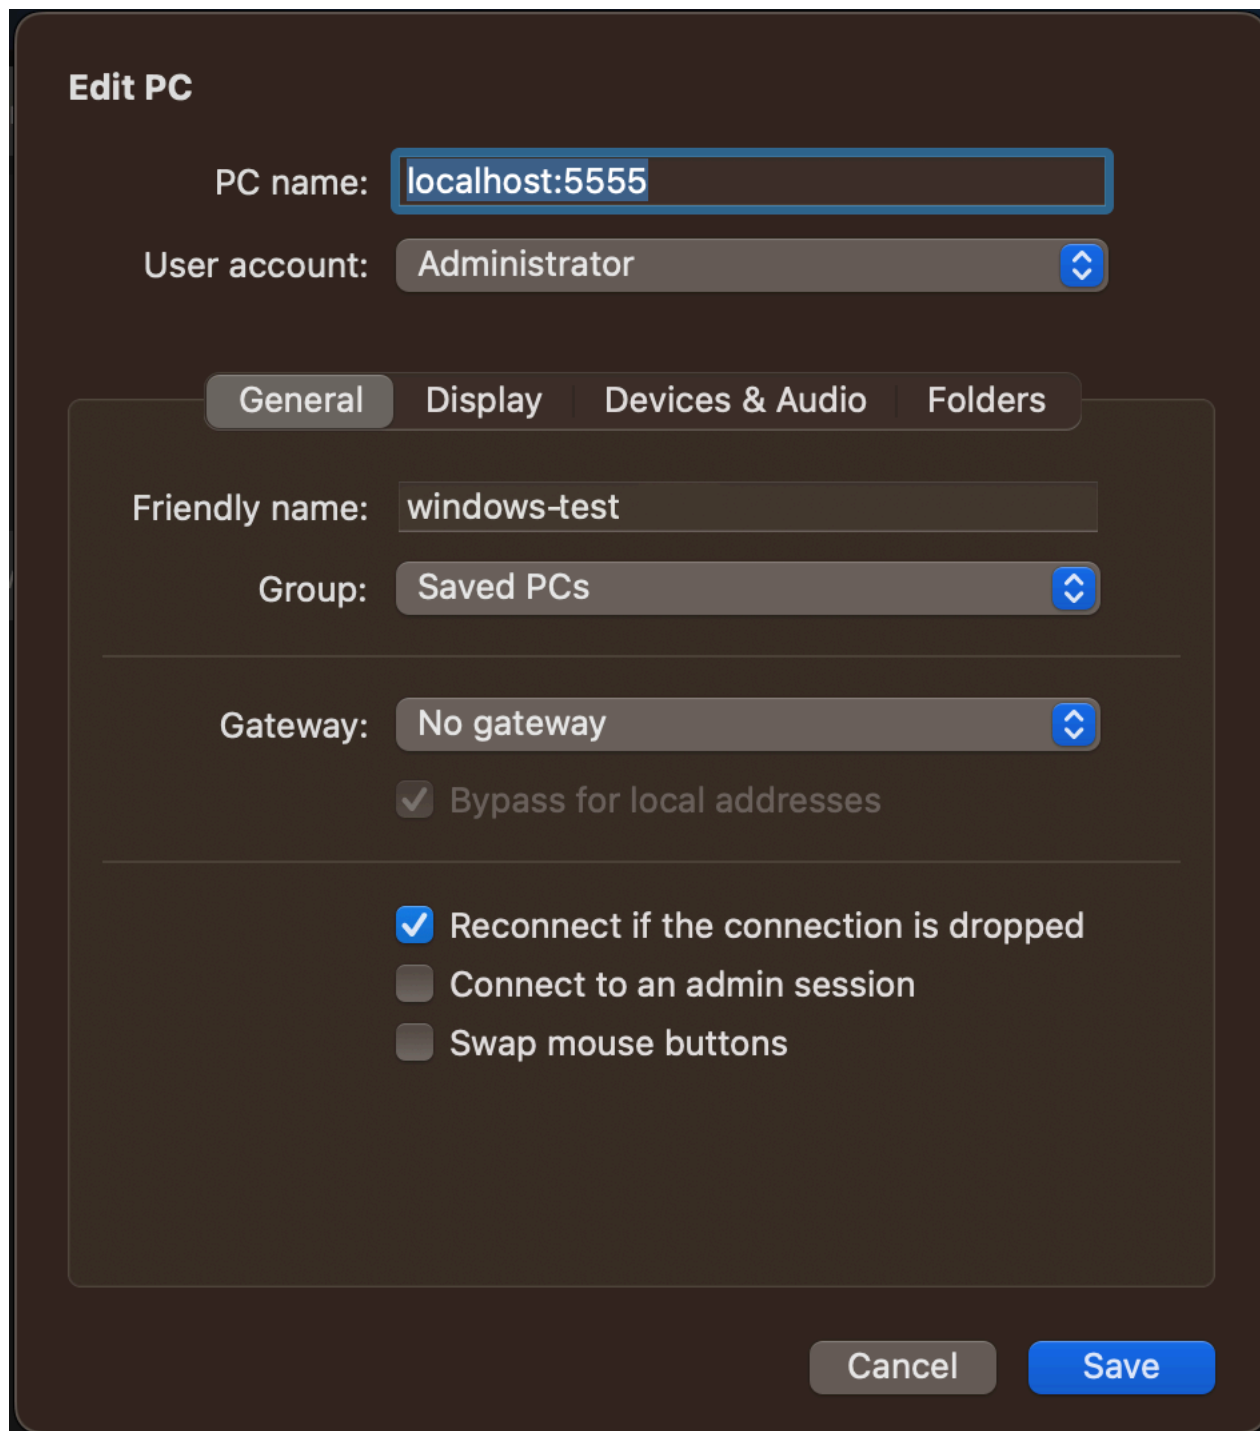 Edit PC
PC name: localhost:5555
User account: Administrator
General Display Devices & Audio Folders
Friendly name: windows-test
Group: Saved PCs
Gateway: No gateway
Bypass for local addresses
Reconnect if the connection is dropped
Connect to an admin session
Swap mouse buttons
Cancel Save